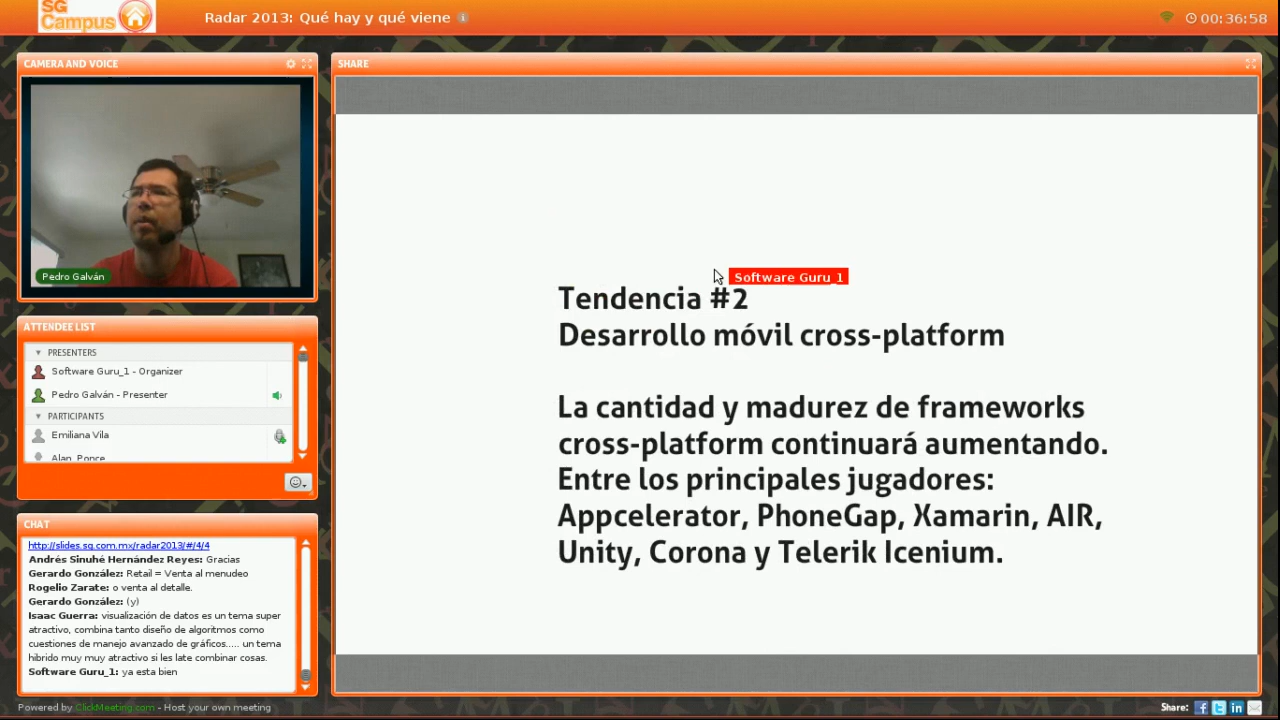 SG
Campus
Radar 2013: Qué hay y qué viene
00:36:58
CAMERA AND VOICE
Pedro Galván
ATTENDEE LIST
PRESENTERS
Software Guru_1 - Organizer
Pedro Galván - Presenter
PARTICIPANTS
Emiliana Vila
Alan Ponce
CHAT
http://slides.sg.com.mx/radar2013/#/4/4
Andrés Sinuhé Hernández Reyes: Gracias
Gerardo González: Retail = Venta al menudeo
Rogelio Zarate: o venta al detalle.
Gerardo González: (y)
Isaac Guerra: visualización de datos es un tema super
atractivo, combina tanto diseño de algoritmos como
cuestiones de manejo avanzado de gráficos..... un tema
hibrido muy muy atractivo si les late combinar cosas.
Software Guru_1: ya esta bien
SHARE
Software Guru_1
Tendencia #2
Desarrollo móvil cross-platform
La cantidad y madurez de frameworks
cross-platform continuará aumentando.
Entre los principales jugadores:
Appcelerator, PhoneGap, Xamarin, AIR,
Unity, Corona y Telerik Icenium.
Powered by ClickMeeting.com - Host your own meeting
Share: